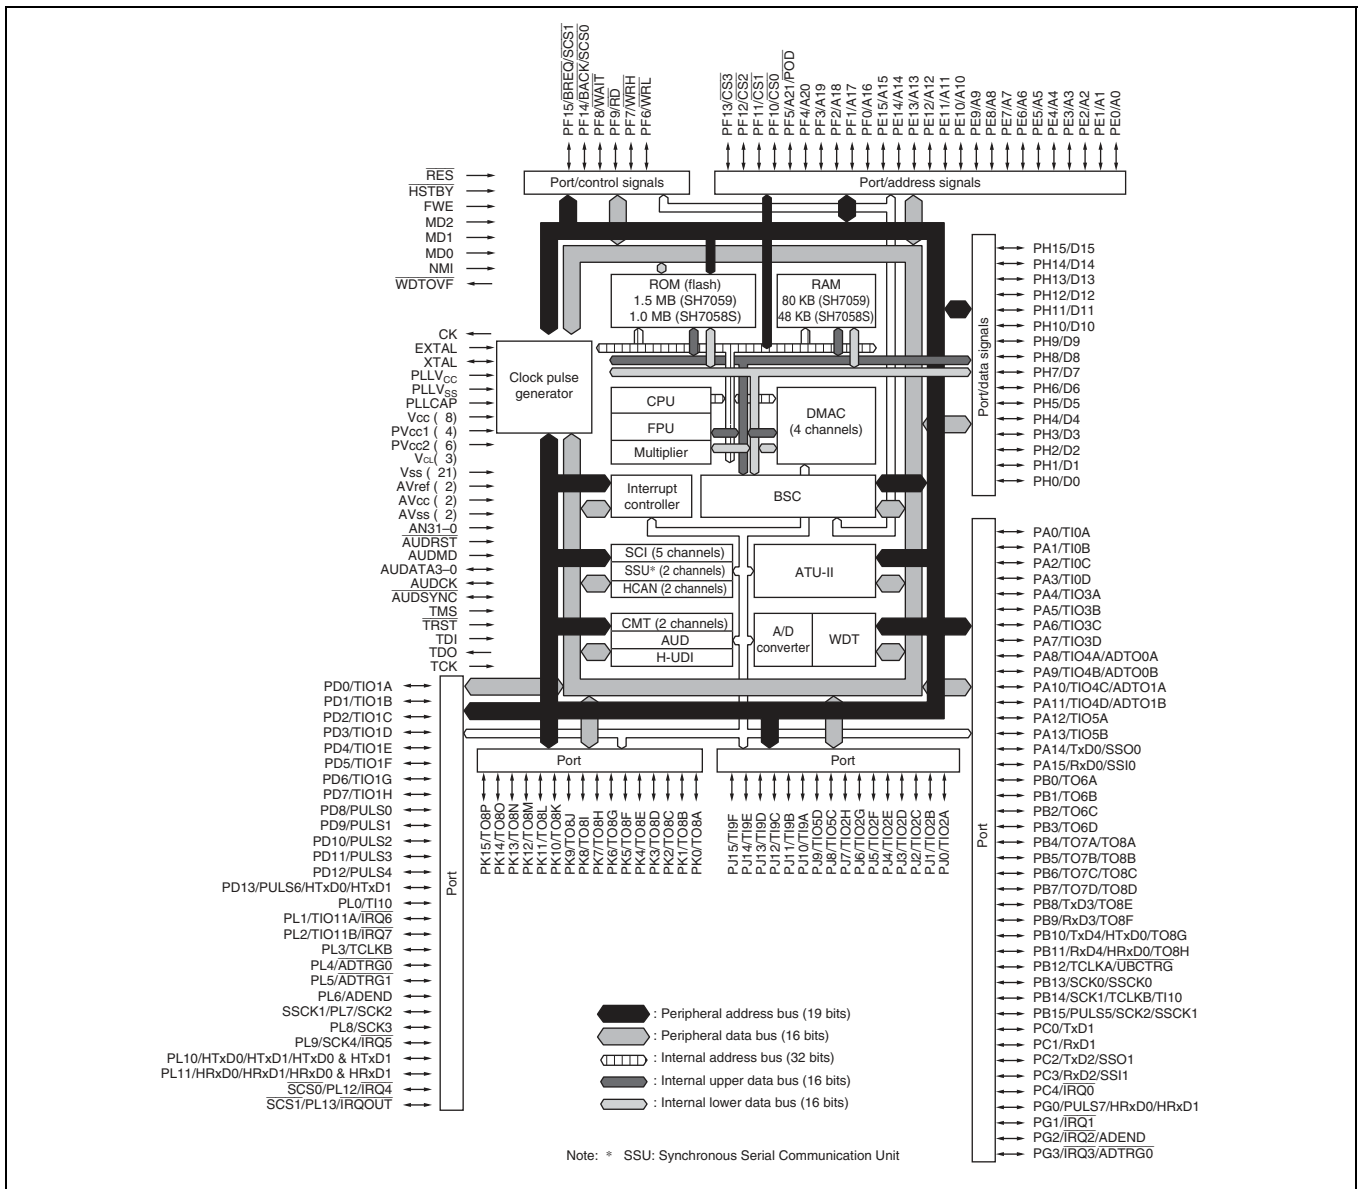 PF15/BREQ/SCS1
PF14/BACK/SCS0
PF8/WAIT
PF9/RD
PF7/WRH
PF6/WRL
PF13/CS3
PF12/CS2
PF11/CS1
PF10/CS0
PF5/A21/POD
PF4/A20
PF3/A19
PF2/A18
PF1/A17
PF0/A16
PE15/A15
PE14/A14
PE13/A13
PE12/A12
PE11/A11
PE10/A10
PE9/A9
PE8/A8
PE7/A7
PE6/A6
PE5/A5
PE4/A4
PE3/A3
PE2/A2
PE1/A1
PE0/A0
Port/control signals
Port/address signals
RES
HSTBY
FWE
MD2
MD1
MD0
NMI
WDTOVF
CK
EXTAL
XTAL
PLLVCC
PLLVSS
PLLCAP
Vcc ( 8)
PVcc1 ( 4)
PVcc2 ( 6)
VCL( 3)
Vss ( 21)
AVref ( 2)
AVcc ( 2)
AVss ( 2)
AN31–0
AUDRST
AUDMD
AUDATA3–0
AUDCK
AUDSYNC
TMS
TRST
TDI
TDO
TCK
ROM (flash)
1.5 MB (SH7059)
1.0 MB (SH7058S)
RAM
80 KB (SH7059)
48 KB (SH7058S)
Clock pulse
generator
CPU
FPU
Multiplier
DMAC
(4 channels)
Interrupt
controller
BSC
SCI (5 channels)
SSU* (2 channels)
HCAN (2 channels)
ATU-II
CMT (2 channels)
AUD
H-UDI
A/D
converter
WDT
Port/data signals
PH15/D15
PH14/D14
PH13/D13
PH12/D12
PH11/D11
PH10/D10
PH9/D9
PH8/D8
PH7/D7
PH6/D6
PH5/D5
PH4/D4
PH3/D3
PH2/D2
PH1/D1
PH0/D0
PD0/TIO1A
PD1/TIO1B
PD2/TIO1C
PD3/TIO1D
PD4/TIO1E
PD5/TIO1F
PD6/TIO1G
PD7/TIO1H
PD8/PULS0
PD9/PULS1
PD10/PULS2
PD11/PULS3
PD12/PULS4
PD13/PULS6/HTxD0/HTxD1
PL0/TI10
PL1/TIO11A/IRQ6
PL2/TIO11B/IRQ7
PL3/TCLKB
PL4/ADTRG0
PL5/ADTRG1
PL6/ADEND
SSCK1/PL7/SCK2
PL8/SCK3
PL9/SCK4/IRQ5
PL10/HTxD0/HTxD1/HTxD0 & HTxD1
PL11/HRxD0/HRxD1/HRxD0 & HRxD1
SCS0/PL12/IRQ4
SCS1/PL13/IRQOUT
Port
Port
PK15/TO8P
PK14/TO8O
PK13/TO8N
PK12/TO8M
PK11/TO8L
PK10/TO8K
PK9/TO8J
PK8/TO8I
PK7/TO8H
PK6/TO8G
PK5/TO8F
PK4/TO8E
PK3/TO8D
PK2/TO8C
PK1/TO8B
PK0/TO8A
Port
PJ15/TI9F
PJ14/TI9E
PJ13/TI9D
PJ12/TI9C
PJ11/TI9B
PJ10/TI9A
PJ9/TIO5D
PJ8/TIO5C
PJ7/TIO2H
PJ6/TIO2G
PJ5/TIO2F
PJ4/TIO2E
PJ3/TIO2D
PJ2/TIO2C
PJ1/TIO2B
PJ0/TIO2A
Port
PA0/TI0A
PA1/TI0B
PA2/TI0C
PA3/TI0D
PA4/TIO3A
PA5/TIO3B
PA6/TIO3C
PA7/TIO3D
PA8/TIO4A/ADTO0A
PA9/TIO4B/ADTO0B
PA10/TIO4C/ADTO1A
PA11/TIO4D/ADTO1B
PA12/TIO5A
PA13/TIO5B
PA14/TxD0/SSO0
PA15/RxD0/SSI0
PB0/TO6A
PB1/TO6B
PB2/TO6C
PB3/TO6D
PB4/TO7A/TO8A
PB5/TO7B/TO8B
PB6/TO7C/TO8C
PB7/TO7D/TO8D
PB8/TxD3/TO8E
PB9/RxD3/TO8F
PB10/TxD4/HTxD0/TO8G
PB11/RxD4/HRxD0/TO8H
PB12/TCLKA/UBCTRG
PB13/SCK0/SSCK0
PB14/SCK1/TCLKB/TI10
PB15/PULS5/SCK2/SSCK1
PC0/TxD1
PC1/RxD1
PC2/TxD2/SSO1
PC3/RxD2/SSI1
PC4/IRQ0
PG0/PULS7/HRxD0/HRxD1
PG1/IRQ1
PG2/IRQ2/ADEND
PG3/IRQ3/ADTRG0
: Peripheral address bus (19 bits)
: Peripheral data bus (16 bits)
: Internal address bus (32 bits)
: Internal upper data bus (16 bits)
: Internal lower data bus (16 bits)
Note: * SSU: Synchronous Serial Communication Unit